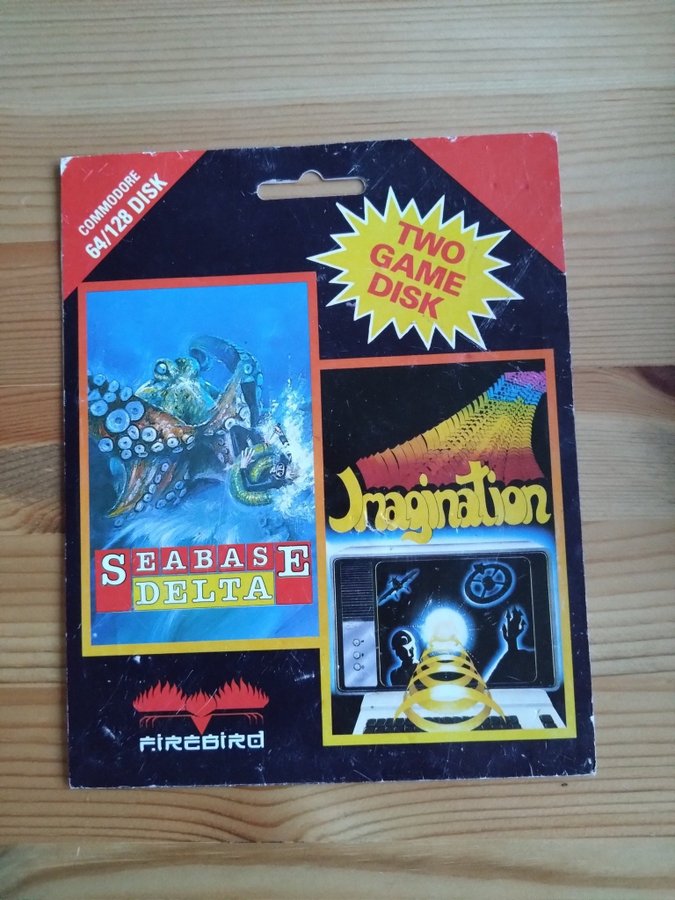 COMMODORE
64/128 DISK
TWO
GAME
DISK
SEABASE
DELTA
Imagination
FIREBIRD